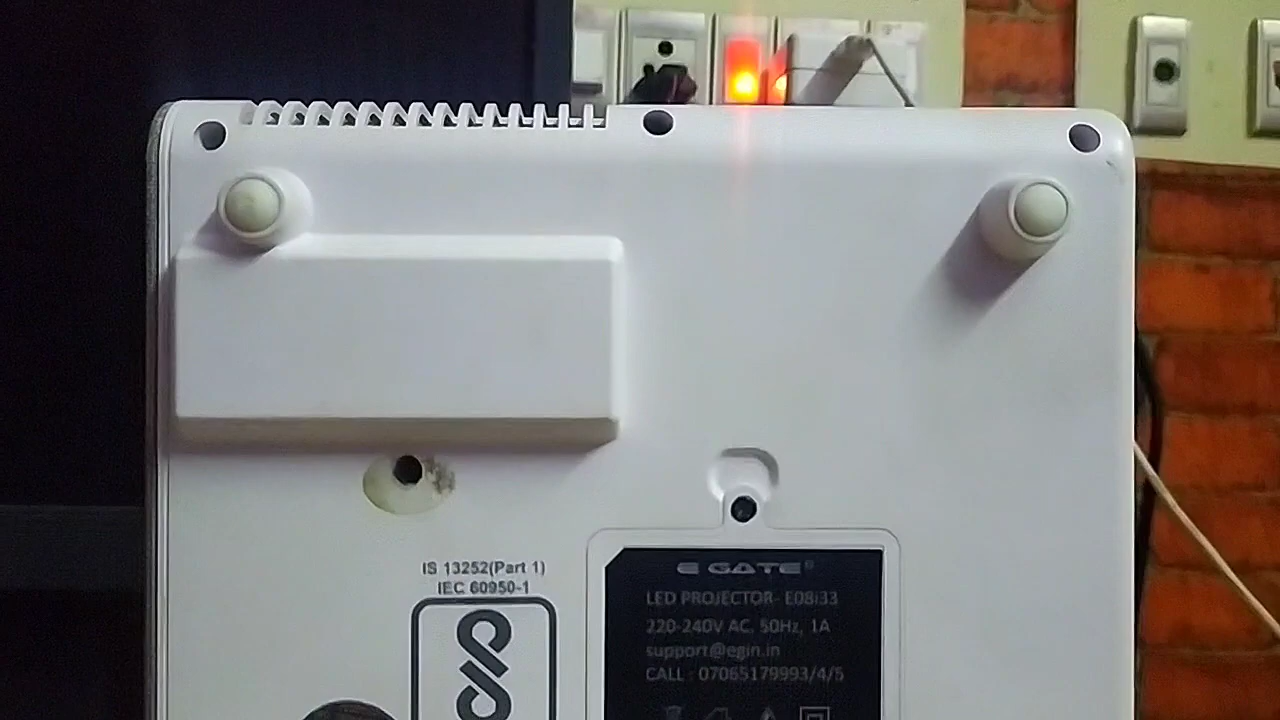 IS 13252(Part 1)
IEC 60950-1
E GATE®
LED PROJECTOR- E08i33
220-240V AC, 50Hz, 1A
support@egin.in
CALL : 07065179993/4/5